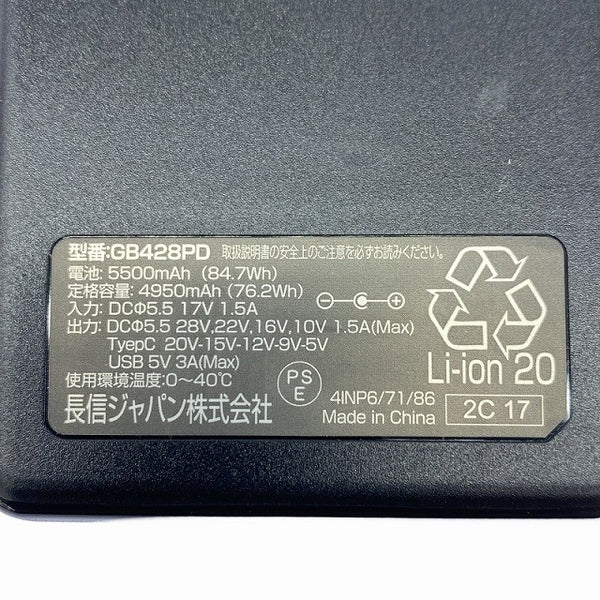 型番:GB428PD 取扱説明書の安全上のご注意を必ずお読みください。
電池: 5500mAh (84.7Wh)
定格容量: 4950mAh (76.2Wh)
入力: DCΦ5.5 17V 1.5A
出力: DCΦ5.5 28V,22V,16V,10V 1.5A(Max)
TyepC 20V-15V-12V-9V-5V
USB 5V 3A(Max)
使用環境温度:0〜40℃
長信ジャパン株式会社
PS
E
4INP6/71/86
Made in China
Li-ion 20
2C 17